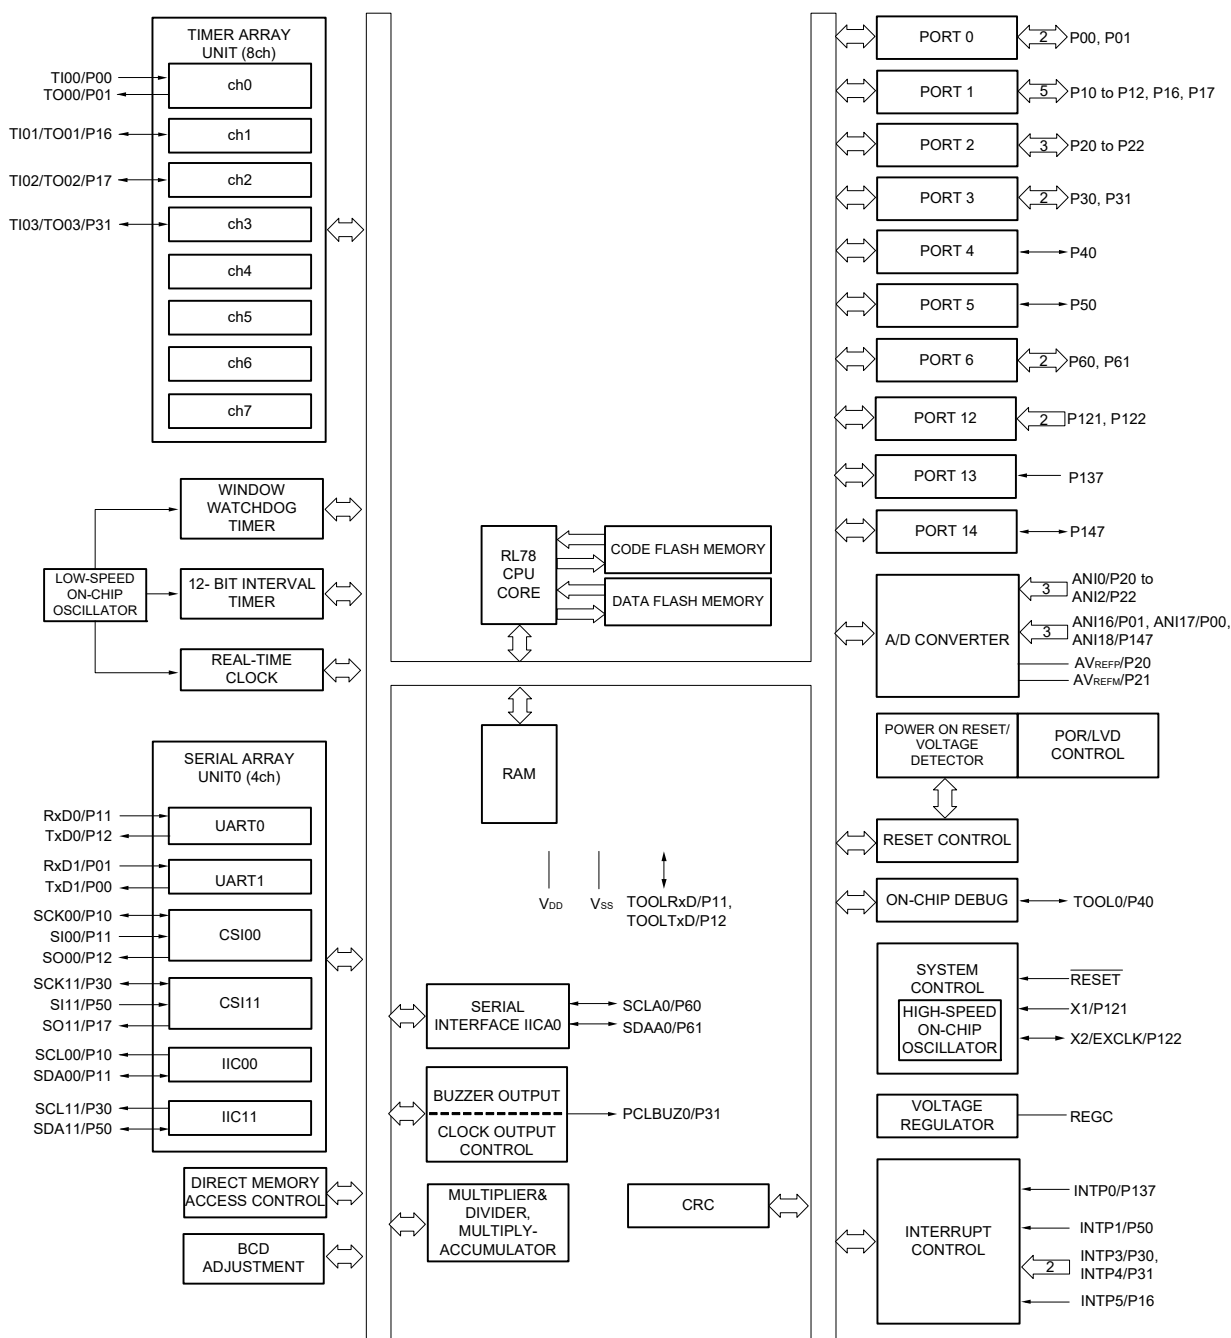 TIMER ARRAY
UNIT (8ch)
TI00/P00
TO00/P01
ch0
TI01/TO01/P16
ch1
TI02/TO02/P17
ch2
TI03/TO03/P31
ch3
ch4
ch5
ch6
ch7
WINDOW
WATCHDOG
TIMER
LOW-SPEED
ON-CHIP
OSCILLATOR
12- BIT INTERVAL
TIMER
REAL-TIME
CLOCK
SERIAL ARRAY
UNIT0 (4ch)
RxD0/P11
TxD0/P12
UART0
RxD1/P01
TxD1/P00
UART1
SCK00/P10
SI00/P11
SO00/P12
CSI00
SCK11/P30
SI11/P50
SO11/P17
CSI11
SCL00/P10
SDA00/P11
IIC00
SCL11/P30
SDA11/P50
IIC11
DIRECT MEMORY
ACCESS CONTROL
BCD
ADJUSTMENT
RL78
CPU
CORE
CODE FLASH MEMORY
DATA FLASH MEMORY
RAM
VDD
VSS
TOOLRxD/P11,
TOOLTxD/P12
SERIAL
INTERFACE IICA0
SCLA0/P60
SDAA0/P61
BUZZER OUTPUT
CLOCK OUTPUT
CONTROL
PCLBUZ0/P31
MULTIPLIER&
DIVIDER,
MULTIPLY-
ACCUMULATOR
CRC
PORT 0
2
P00, P01
PORT 1
5
P10 to P12, P16, P17
PORT 2
3
P20 to P22
PORT 3
2
P30, P31
PORT 4
P40
PORT 5
P50
PORT 6
2
P60, P61
PORT 12
2
P121, P122
PORT 13
P137
PORT 14
P147
A/D CONVERTER
3
ANI0/P20 to
ANI2/P22
3
ANI16/P01, ANI17/P00,
ANI18/P147
AVREFP/P20
AVREFM/P21
POWER ON RESET/
VOLTAGE
DETECTOR
POR/LVD
CONTROL
RESET CONTROL
ON-CHIP DEBUG
TOOL0/P40
SYSTEM
CONTROL
HIGH-SPEED
ON-CHIP
OSCILLATOR
RESET
X1/P121
X2/EXCLK/P122
VOLTAGE
REGULATOR
REGC
INTERRUPT
CONTROL
INTP0/P137
INTP1/P50
2
INTP3/P30,
INTP4/P31
INTP5/P16